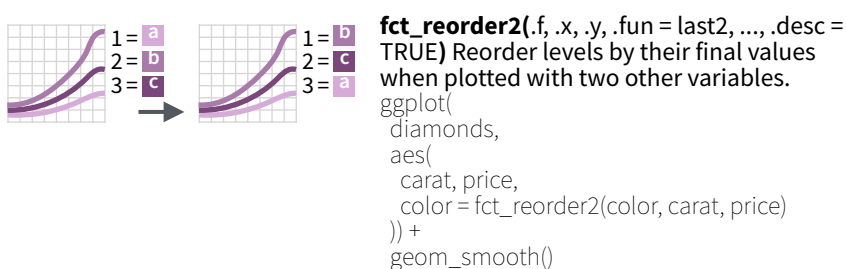 1 = a
2 = b
3 = c
1 = b
2 = c
3 = a
fct_reorder2(.f, .x, .y, .fun = last2, ..., .desc =
TRUE) Reorder levels by their final values
when plotted with two other variables.
ggplot(
diamonds,
aes(
carat, price,
color = fct_reorder2(color, carat, price)
)) +
geom_smooth()